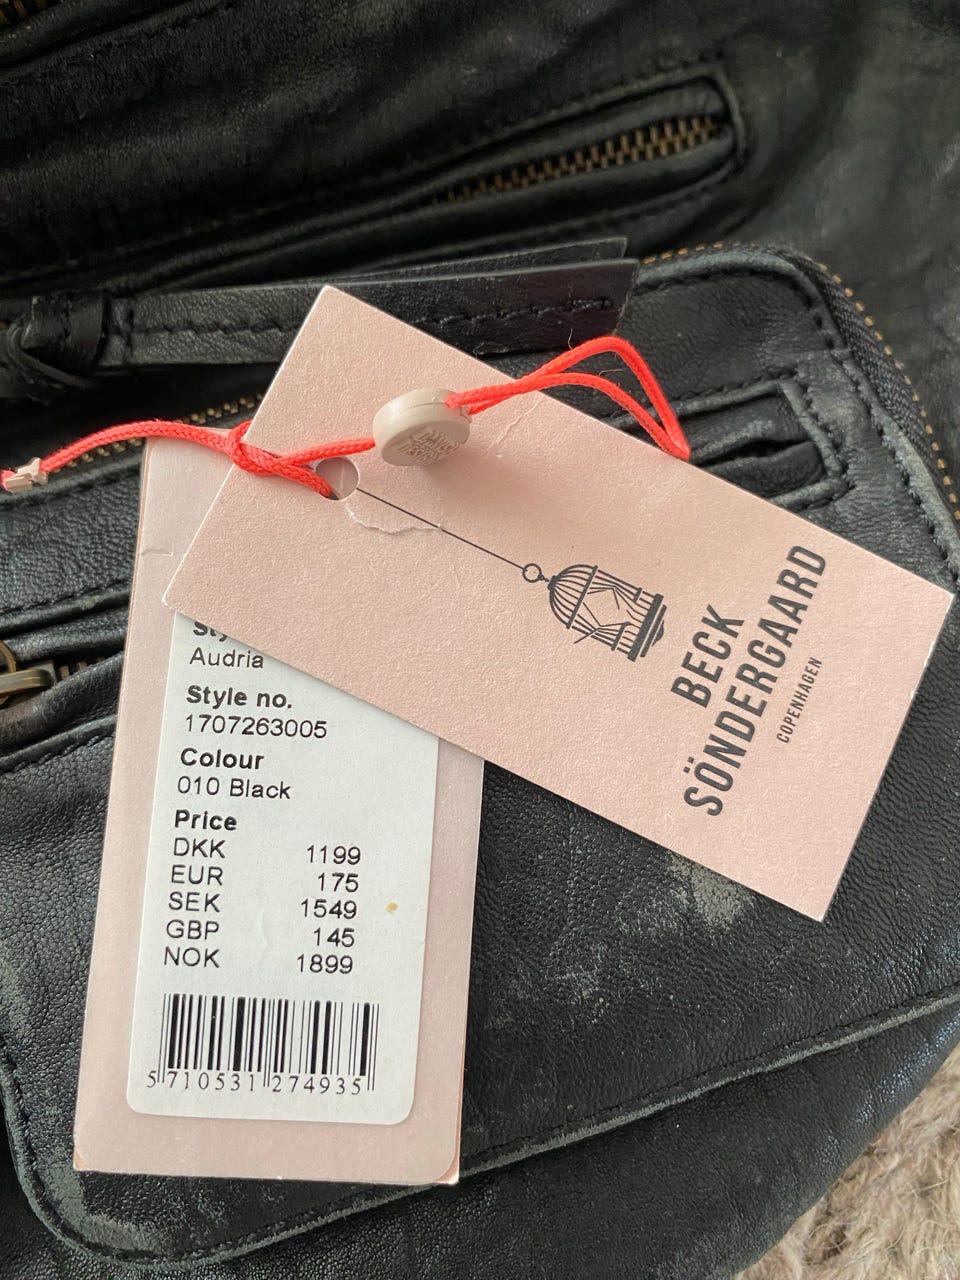 BECK
SÖNDERGAARD
COPENHAGEN
Audria
Style no.
1707263005
Colour
010 Black
Price
DKK 1199
EUR 175
SEK 1549
GBP 145
NOK 1899
5 710531 274935